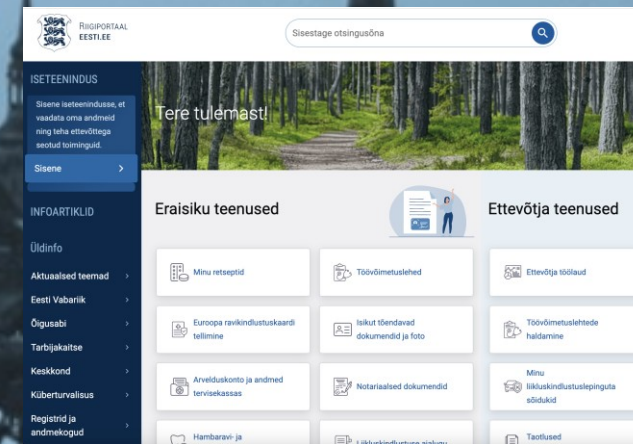 RIIGIPORTAAL
EESTI.EE
Sisestage otsingusõna
ISETEENINDUS
Sisene iseteenindusse, et
vaadata oma andmeid
ning teha ettevõttega
seotud toiminguid.
Sisene
INFOARTIKLID
Üldinfo
Aktuaalsed teemad
Eesti Vabariik
Õigusabi
Tarbijakaitse
Keskkond
Küberturvalisus
Registrid ja
andmekogud
Tere tulemast!
Eraisiku teenused
Minu retseptid
Töövõimetuslehed
Euroopa ravikindlustuskaardi
tellimine
Isikut tõendavad
dokumendid ja foto
Arvelduskonto ja andmed
tervisekassas
Notariaalsed dokumendid
Hambaravi- ja
Liikluskindlustuse ajalugu
Ettevõtja teenused
Ettevõtja töölaud
Töövõimetuslehtede
haldamine
Minu
liikluskindlustuslepinguta
sõidukid
Taotlused